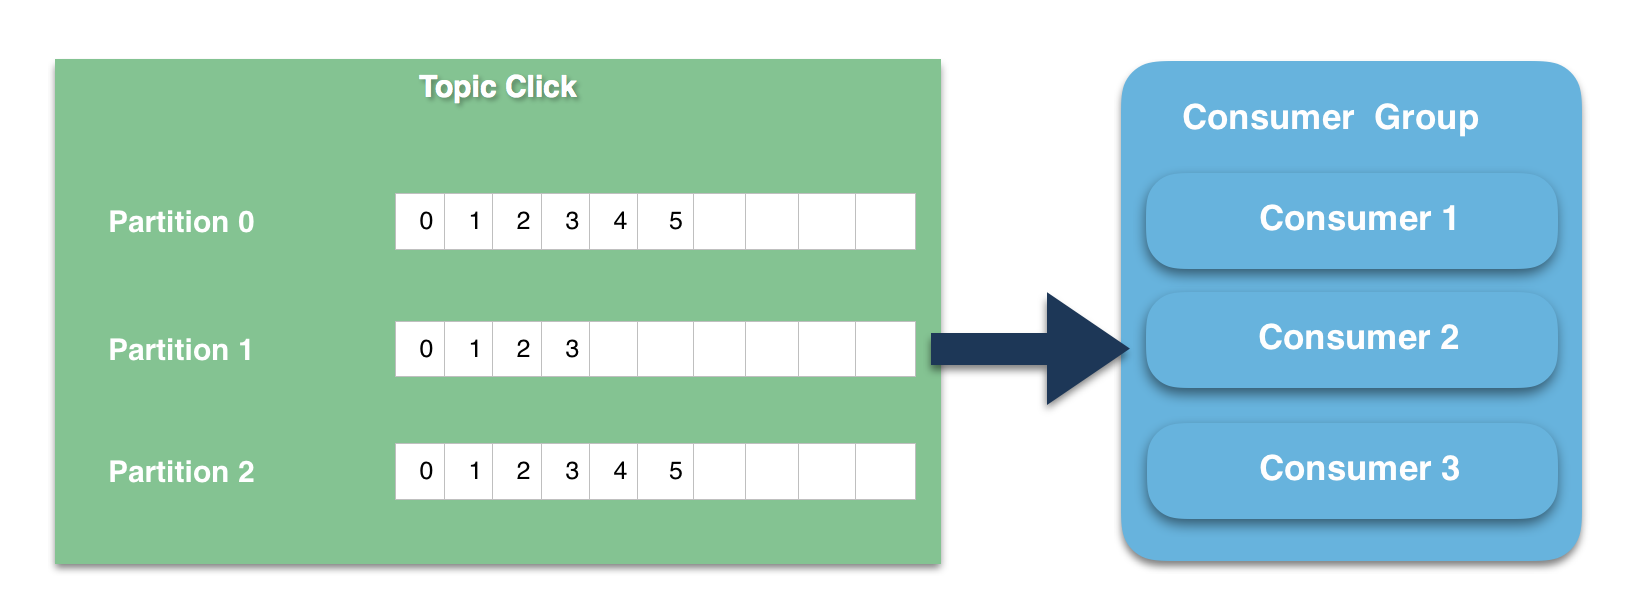 Topic Click
Partition 0 0 1 2 3 4 5
Partition 1 0 1 2 3
Partition 2 0 1 2 3 4 5
Consumer Group
Consumer 1
Consumer 2
Consumer 3